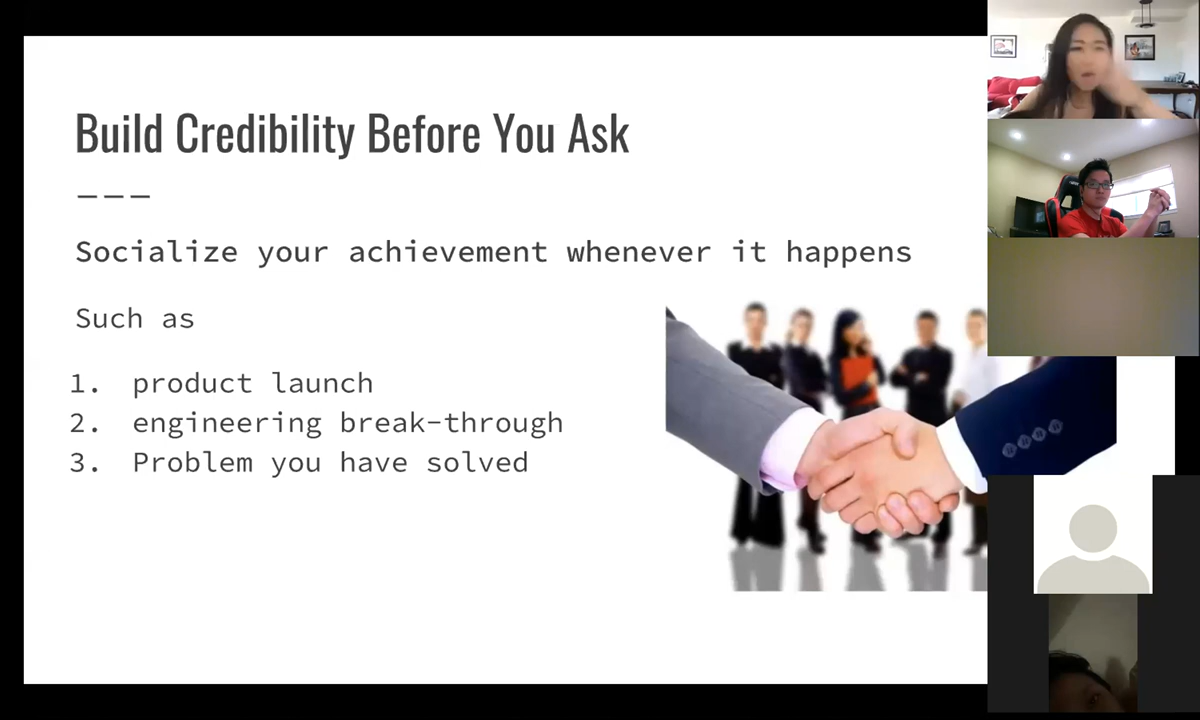 Build Credibility Before You Ask
Socialize your achievement whenever it happens
Such as
1. product launch
2. engineering break-through
3. Problem you have solved